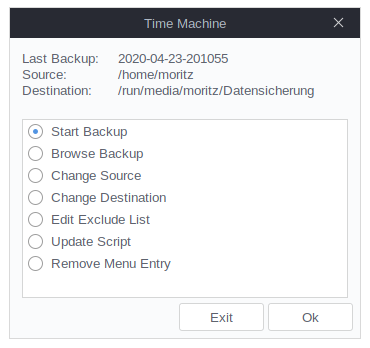 Time Machine
Last Backup: 2020-04-23-201055
Source: /home/moritz
Destination: /run/media/moritz/Datensicherung
Start Backup
Browse Backup
Change Source
Change Destination
Edit Exclude List
Update Script
Remove Menu Entry
Exit Ok